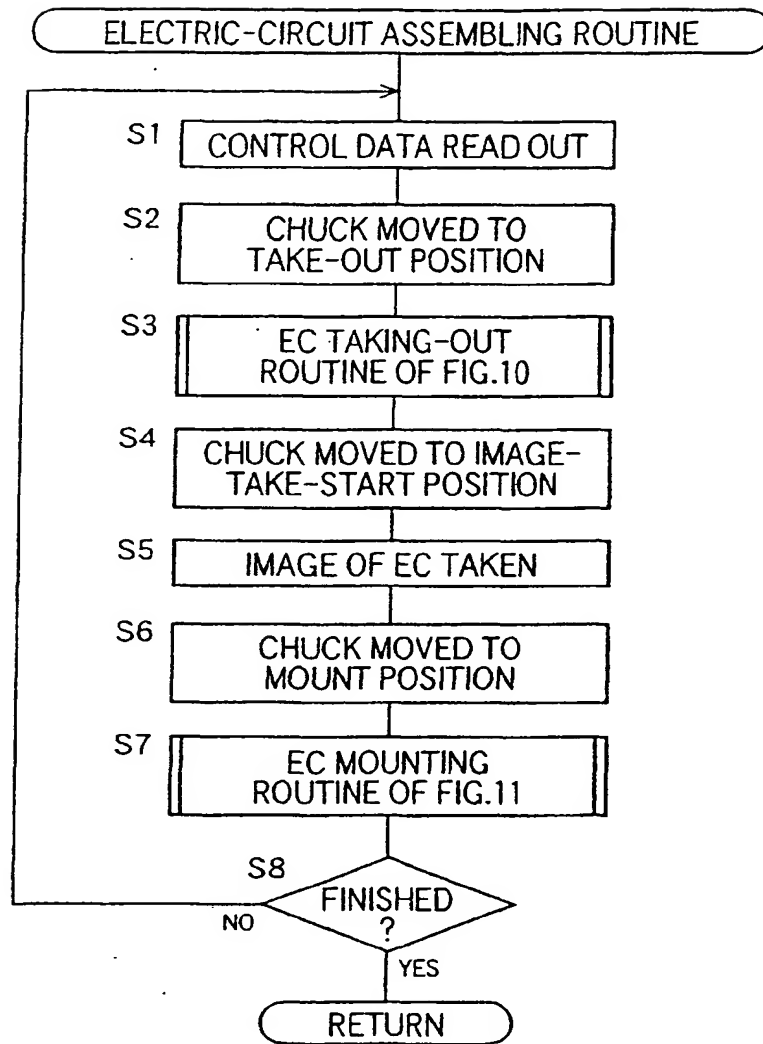 ELECTRIC-CIRCUIT ASSEMBLING ROUTINE
S1
CONTROL DATA READ OUT
S2
CHUCK MOVED TO
TAKE-OUT POSITION
S3
EC TAKING-OUT
ROUTINE OF FIG.10
S4
CHUCK MOVED TO IMAGE-
TAKE-START POSITION
S5
IMAGE OF EC TAKEN
S6
CHUCK MOVED TO
MOUNT POSITION
S7
EC MOUNTING
ROUTINE OF FIG.11
S8
FINISHED
?
NO
YES
RETURN